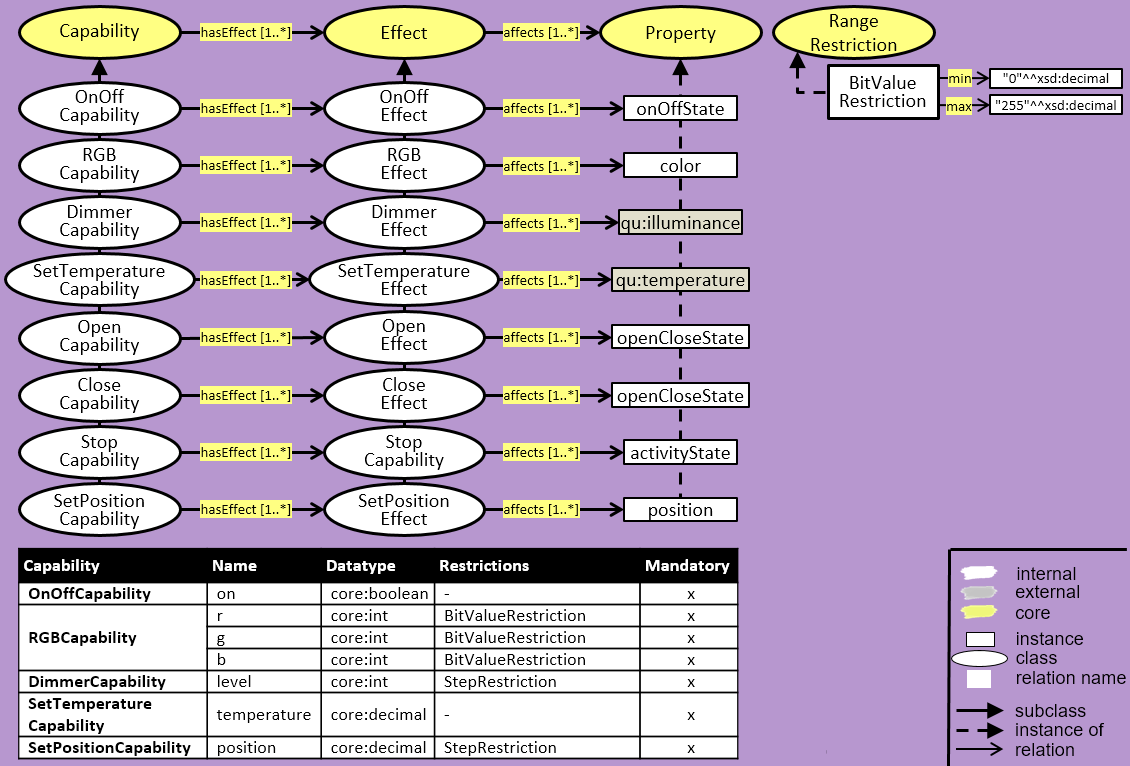 Capability
hasEffect [1..*]
Effect
affects [1..*]
Property
Range
Restriction
BitValue
Restriction
min
"0"^^xsd:decimal
max
"255"^^xsd:decimal
OnOff
Capability
hasEffect [1..*]
OnOff
Effect
affects [1..*]
onOffState
RGB
Capability
hasEffect [1..*]
RGB
Effect
affects [1..*]
color
Dimmer
Capability
hasEffect [1..*]
Dimmer
Effect
affects [1..*]
qu:illuminance
SetTemperature
Capability
hasEffect [1..*]
SetTemperature
Effect
affects [1..*]
qu:temperature
Open
Capability
hasEffect [1..*]
Open
Effect
affects [1..*]
openCloseState
Close
Capability
hasEffect [1..*]
Close
Effect
affects [1..*]
openCloseState
Stop
Capability
hasEffect [1..*]
Stop
Capability
affects [1..*]
activityState
SetPosition
Capability
hasEffect [1..*]
SetPosition
Effect
affects [1..*]
position
Capability Name Datatype Restrictions Mandatory
OnOffCapability on core:boolean - x
RGBCapability
r core:int BitValueRestriction x
g core:int BitValueRestriction x
b core:int BitValueRestriction x
DimmerCapability level core:int StepRestriction x
SetTemperature
Capability
temperature core:decimal - x
SetPositionCapability position core:decimal StepRestriction x
internal
external
core
instance
class
relation name
subclass
instance of
relation